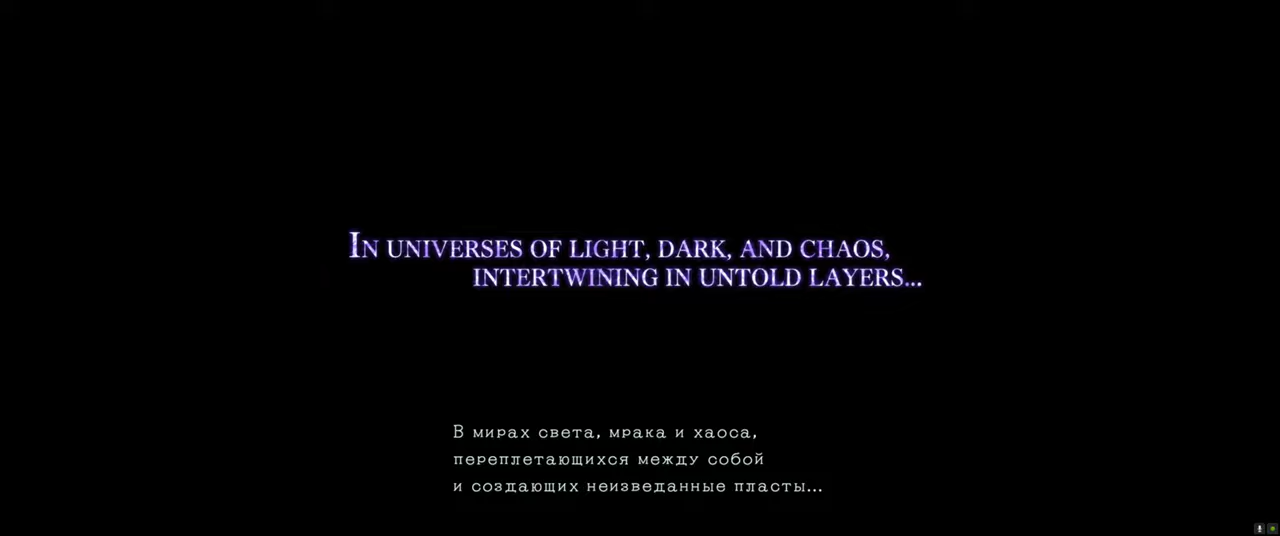 In universes of light, dark, and chaos,
intertwining in untold layers...
В мирах света, мрака и хаоса,
переплетающихся между собой
и создающих неизведанные пласты...